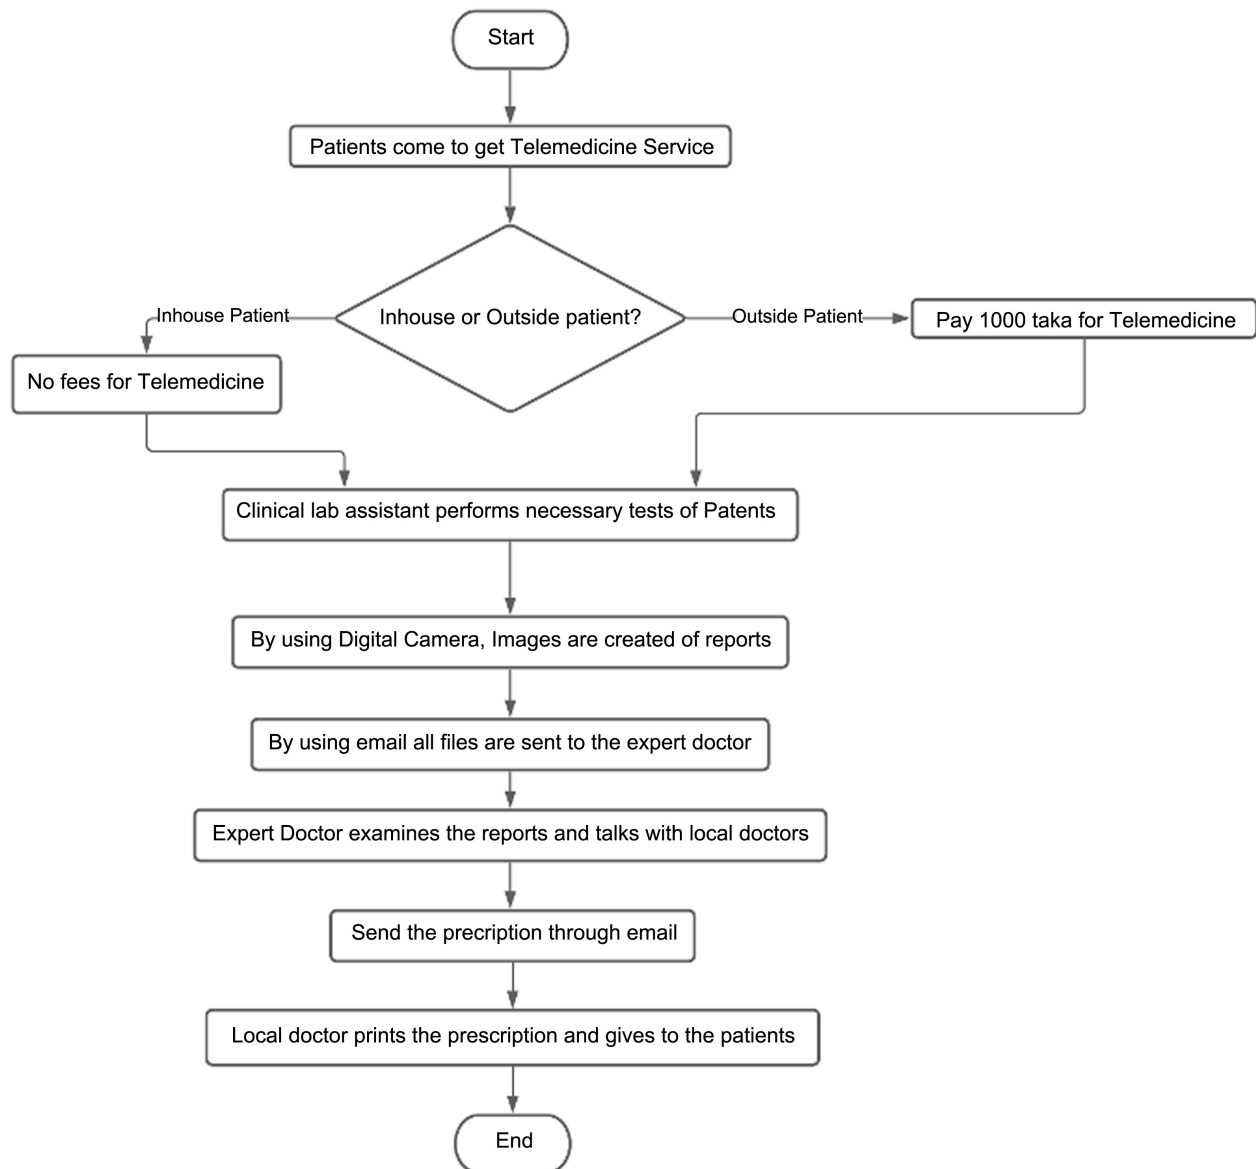 Start
Patients come to get Telemedicine Service
Inhouse or Outside patient?
Inhouse Patient
Outside Patient
Pay 1000 taka for Telemedicine
No fees for Telemedicine
Clinical lab assistant performs necessary tests of Patents
By using Digital Camera, Images are created of reports
By using email all files are sent to the expert doctor
Expert Doctor examines the reports and talks with local doctors
Send the precription through email
Local doctor prints the prescription and gives to the patients
End